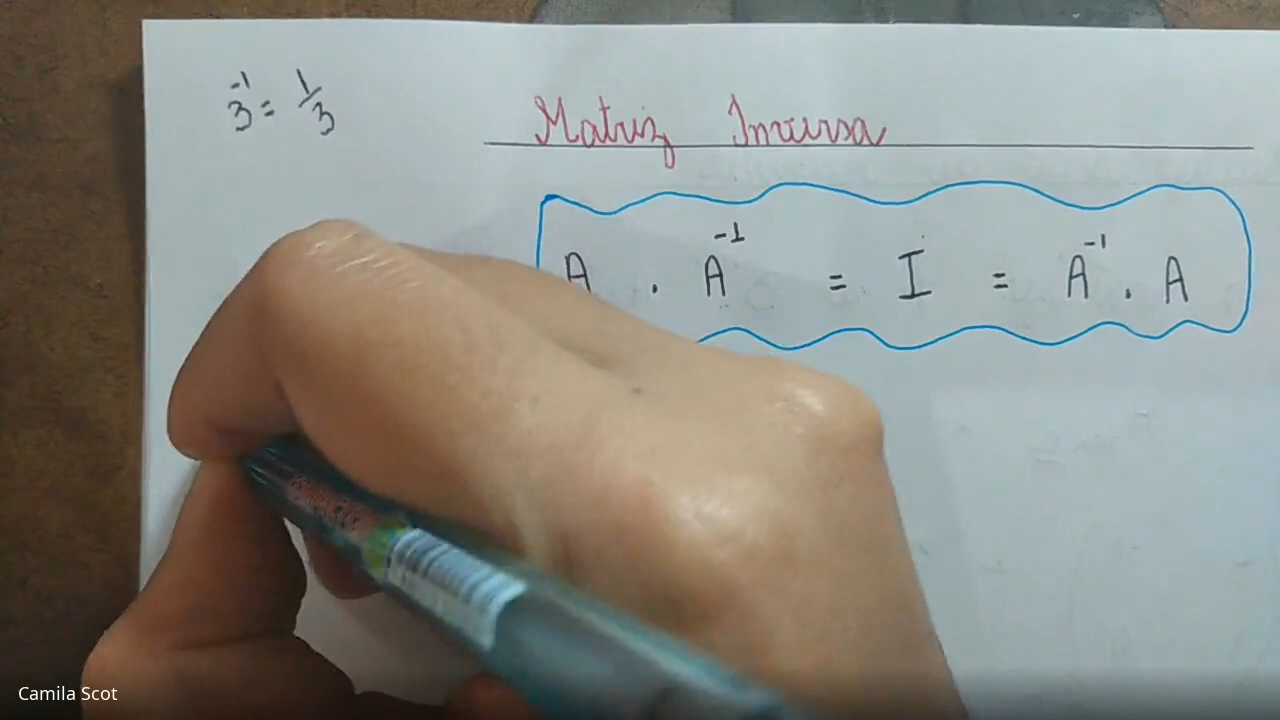 3⁻¹ = 1/3
Matriz Inversa
A . A⁻¹ = I = A⁻¹ . A
Camila Scot